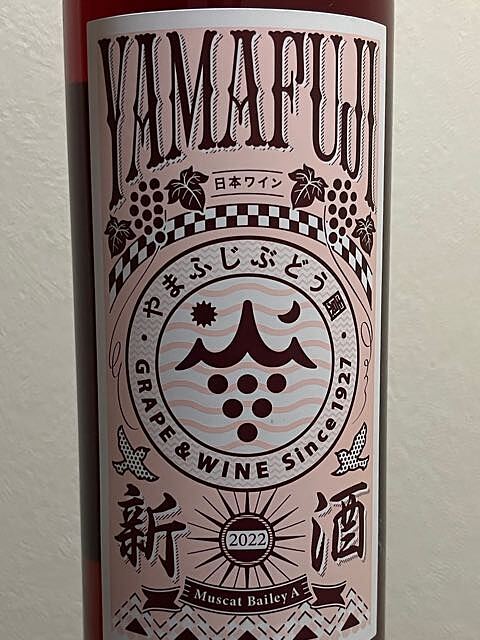 YAMAFUJI
日本ワイン
やまふじぶどう園
GRAPE & WINE Since 1927
新酒
2022
Muscat Bailey A